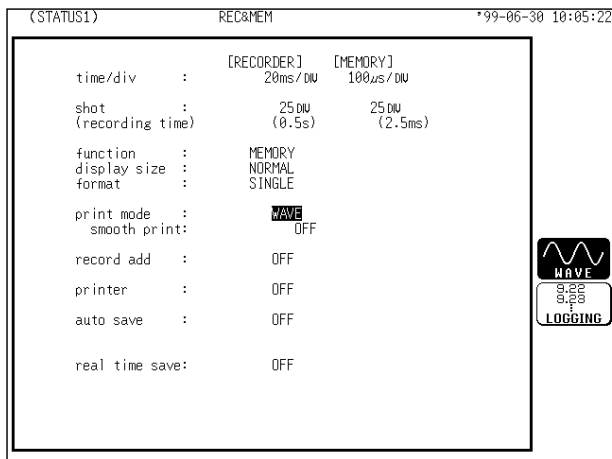 (STATUS1) REC&MEM '99-06-30 10:05:22
[RECORDER] [MEMORY]
time/div : 20ms/DIV 100µs/DIV
shot : 25DIV 25DIV
(recording time) (0.5s) (2.5ms)
function : MEMORY
display size : NORMAL
format : SINGLE
print mode : WAVE
smooth print: OFF
record add : OFF
printer : OFF
auto save : OFF
real time save: OFF
WAVE
9.22
9.23
⋮
LOGGING